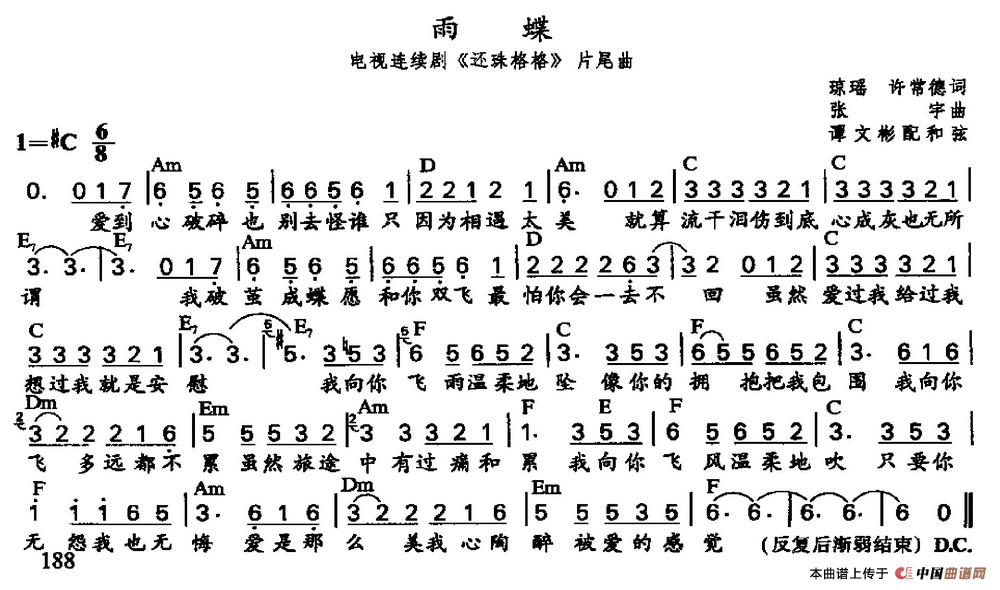 雨 蝶
电视连续剧《还珠格格》 片尾曲
琼瑶 许常德词
张 宇曲
谭文彬配和弦
1=#C 6/8
Am D Am C C
0. 0 1 7 6 5 6 5 6 6 5 6 1 2 2 1 2 1 6. 0 1 2 3 3 3 3 2 1 3 3 3 3 2 1
爱到 心破碎也 别去怪谁只 因为相遇太美 就算 流干泪伤到底 心成灰也无所
E7 E7 Am D C
3. 3. 3. 0 1 7 6 5 6 5 6 6 5 6 1 2 2 2 2 6 3 3 2 0 1 2 3 3 3 3 2 1
谓 我破 茧成蝶愿 和你双飞最 怕你会一去不 回 虽然 爱过我给过我
C E7 E7 F C F
3 3 3 3 2 1 3. 3. #5. 3 5 3 6 5 6 5 2 3. 3 5 3 6 5 5 6 5 2 3. 6 1 6
想过我就是安 慰 我向你 飞 雨温柔地 坠 像你的 拥 抱把我包 围 我向你
Dm Em Am F E F C
3 2 2 2 1 6 5 5 5 3 5 3 3 3 2 1 1. 3 5 3 6 5 6 5 2 3. 3 5 3
飞 多远都不 累 虽然旅途 中有过痛和 累 我向你 飞 风温柔地 吹 只要你
F Am Dm Em F
1 1 1 6 5 3. 6 1 6 3 2 2 2 1 6 5 5 5 3 5 6. 6. 6. 6 0
无 怨我也无 悔 爱是那 么 美我心陶 醉 被爱的感 觉 (反复后渐弱结束) D.C.
188
本曲谱上传于 中国曲谱网